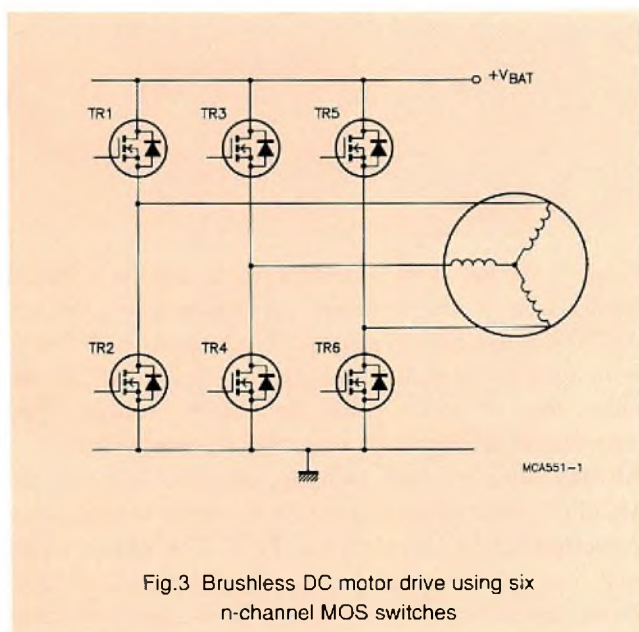 +VBAT
TR1 TR3 TR5
TR2 TR4 TR6
MCA551-1
Fig.3 Brushless DC motor drive using six
n-channel MOS switches